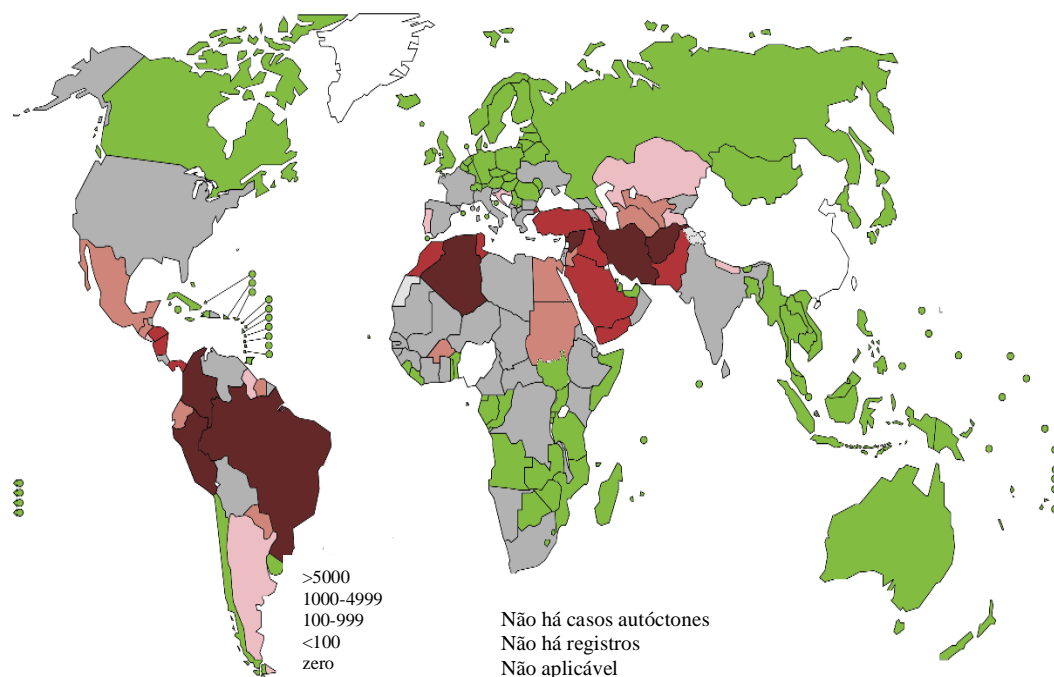 >5000
1000-4999
100-999
<100
zero
Não há casos autóctones
Não há registros
Não aplicável